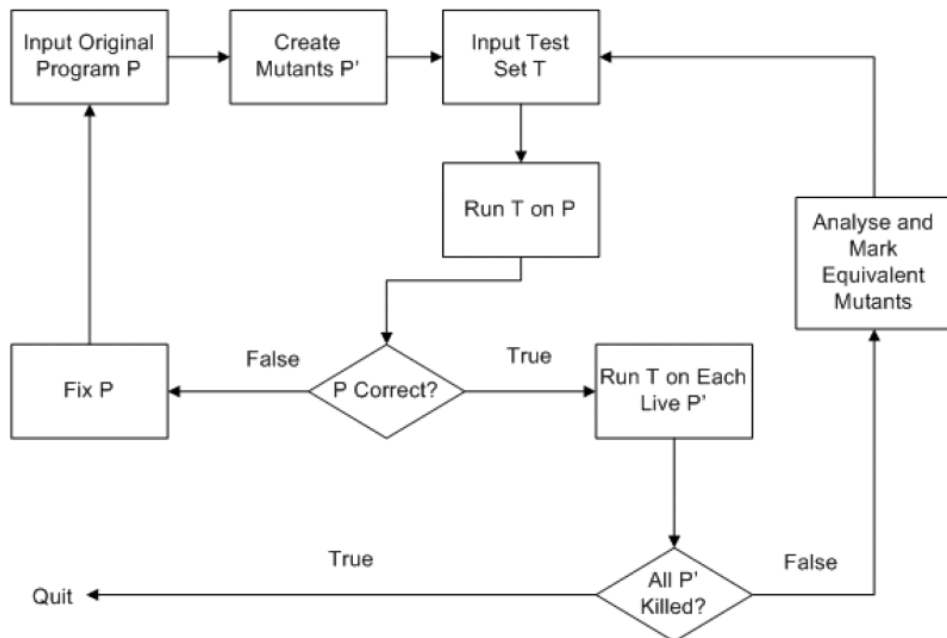 Input Original
Program P
Create
Mutants P'
Input Test
Set T
Run T on P
Analyse and
Mark
Equivalent
Mutants
False
True
Fix P
P Correct?
Run T on Each
Live P'
True
False
Quit
All P'
Killed?